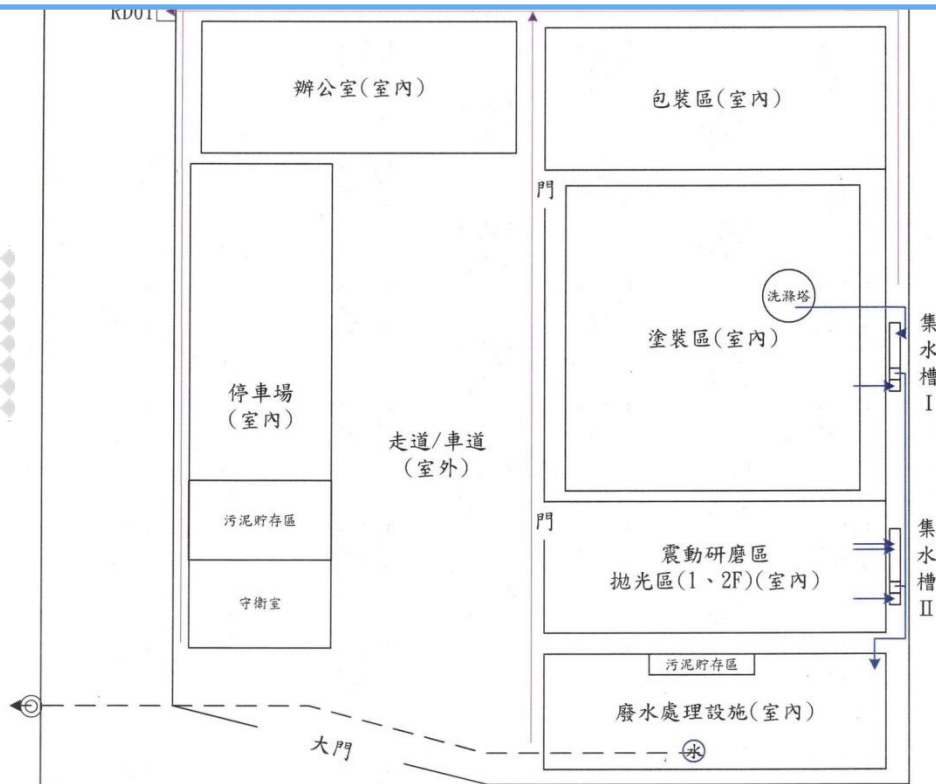 RD01
辦公室(室內)
包裝區(室內)
門
洗滌塔
塗裝區(室內)
集水槽Ⅰ
停車場
(室內)
走道/車道
(室外)
污泥貯存區
守衛室
門
震動研磨區
拋光區(1、2F)(室內)
集水槽Ⅱ
污泥貯存區
廢水處理設施(室內)
水
大門